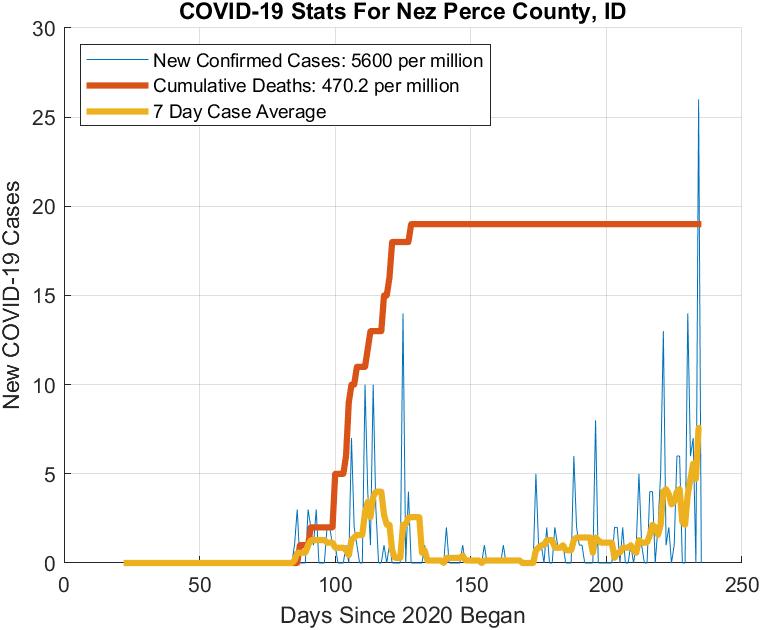 COVID-19 Stats For Nez Perce County, ID
New Confirmed Cases: 5600 per million
Cumulative Deaths: 470.2 per million
7 Day Case Average
New COVID-19 Cases
30
25
20
15
10
5
0
0 50 100 150 200 250
Days Since 2020 Began